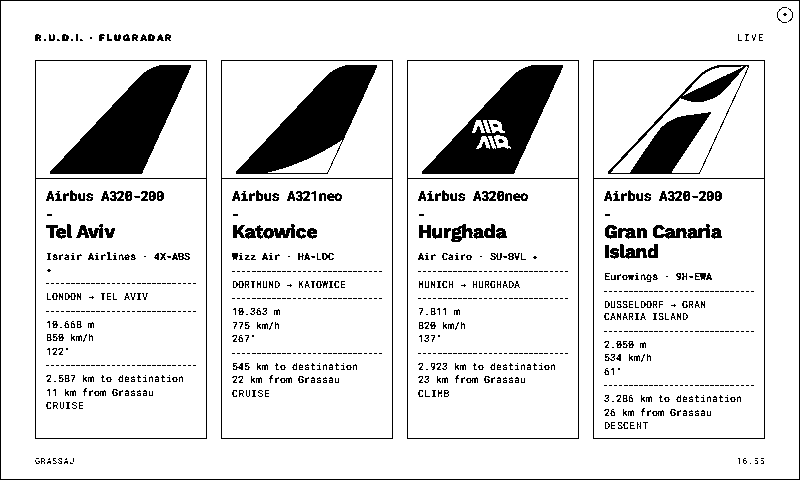 R.U.D.I. · FLUGRADAR
LIVE
AIR
AIR
Airbus A320-200
-
Tel Aviv
Israir Airlines · 4X-ABS
✦
LONDON → TEL AVIV
10.668 m
850 km/h
122°
2.587 km to destination
11 km from Grassau
CRUISE
Airbus A321neo
-
Katowice
Wizz Air · HA-LDC
DORTMUND → KATOWICE
10.363 m
775 km/h
267°
545 km to destination
22 km from Grassau
CRUISE
Airbus A320neo
-
Hurghada
Air Cairo · SU-BVL ✦
MUNICH → HURGHADA
7.811 m
820 km/h
137°
2.923 km to destination
23 km from Grassau
CLIMB
Airbus A320-200
-
Gran Canaria
Island
Eurowings · 9H-EWA
DUSSELDORF → GRAN
CANARIA ISLAND
2.050 m
534 km/h
61°
3.286 km to destination
26 km from Grassau
DESCENT
GRASSAU
16.55